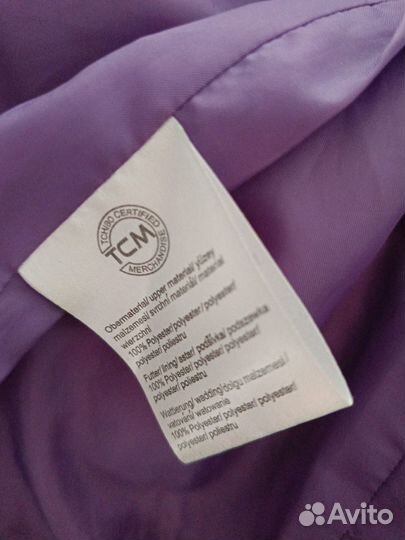 TCHIBO CERTIFIED
TCM
MERCHANDISE
Obermaterial/ upper material/ yüzey
malzemesi/ svrchní materiál/ materiał
wierzchni
100% Polyester/ polyester/ polyester/
polyester/ poliestru
Futter/ lining/ astar/ podšívka/ podszewka
100% Polyester/ polyester/ polyester/
polyester/ poliestru
Wattierung/ wadding/ dolgu malzemesi/
vatování/ watowanie
100% Polyester/ polyester/ polyester/
polyester/ poliestru
Avito